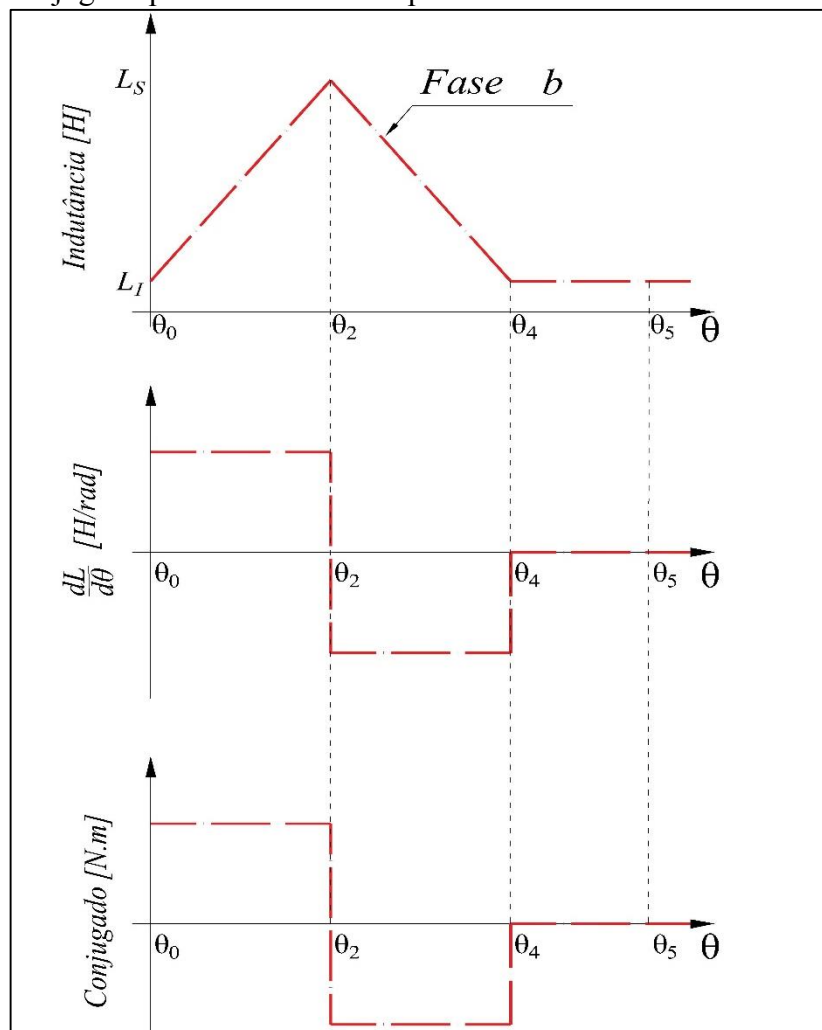 L_S
Fase b
Indutância [H]
L_I
θ0 θ2 θ4 θ5 θ
dL/dθ [H/rad]
θ0 θ2 θ4 θ5 θ
Conjugado [N.m]
θ0 θ2 θ4 θ5 θ